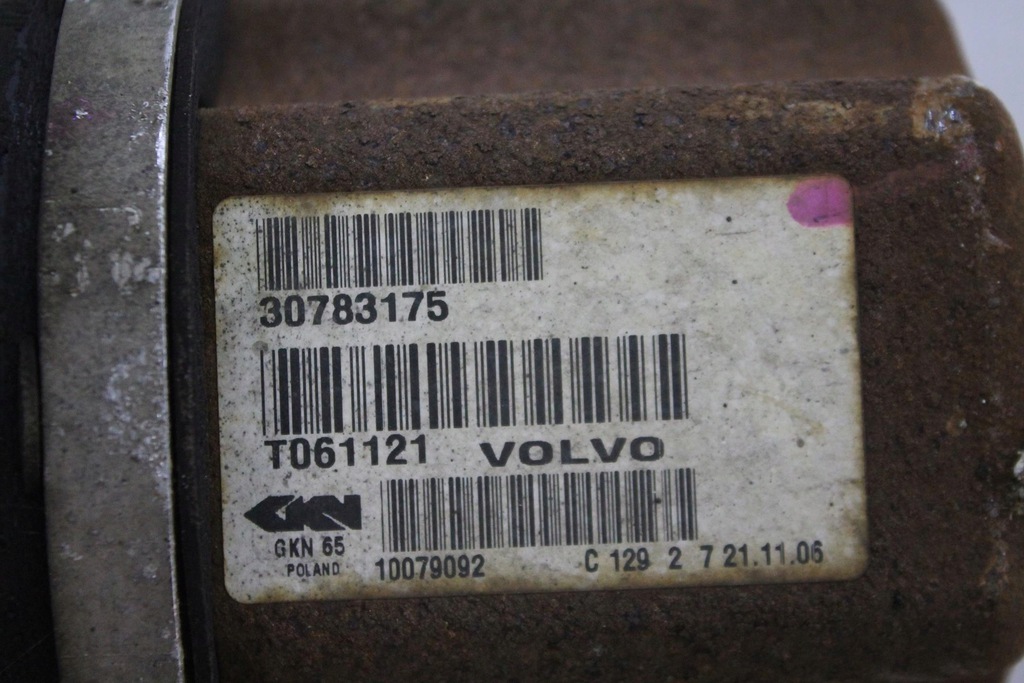 30783175
T061121 VOLVO
GKN
GKN 65
POLAND
10079092 C 129 2 7 21.11.06